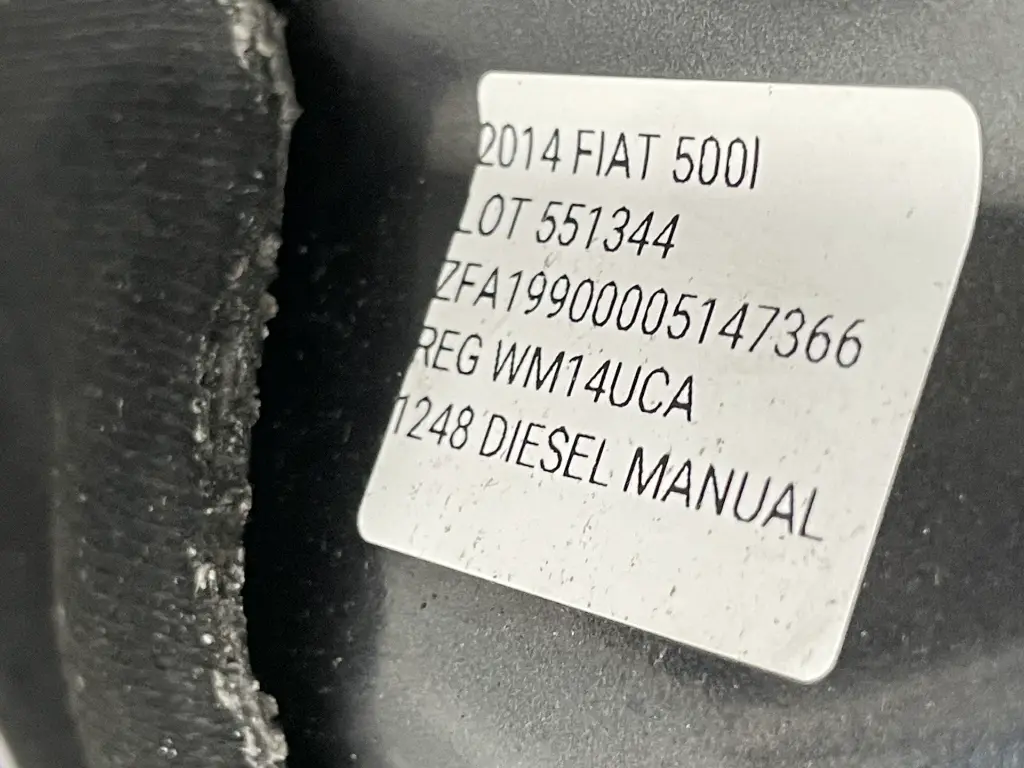 2014 FIAT 500l
LOT 551344
ZFA19900005147366
REG WM14UCA
1248 DIESEL MANUAL